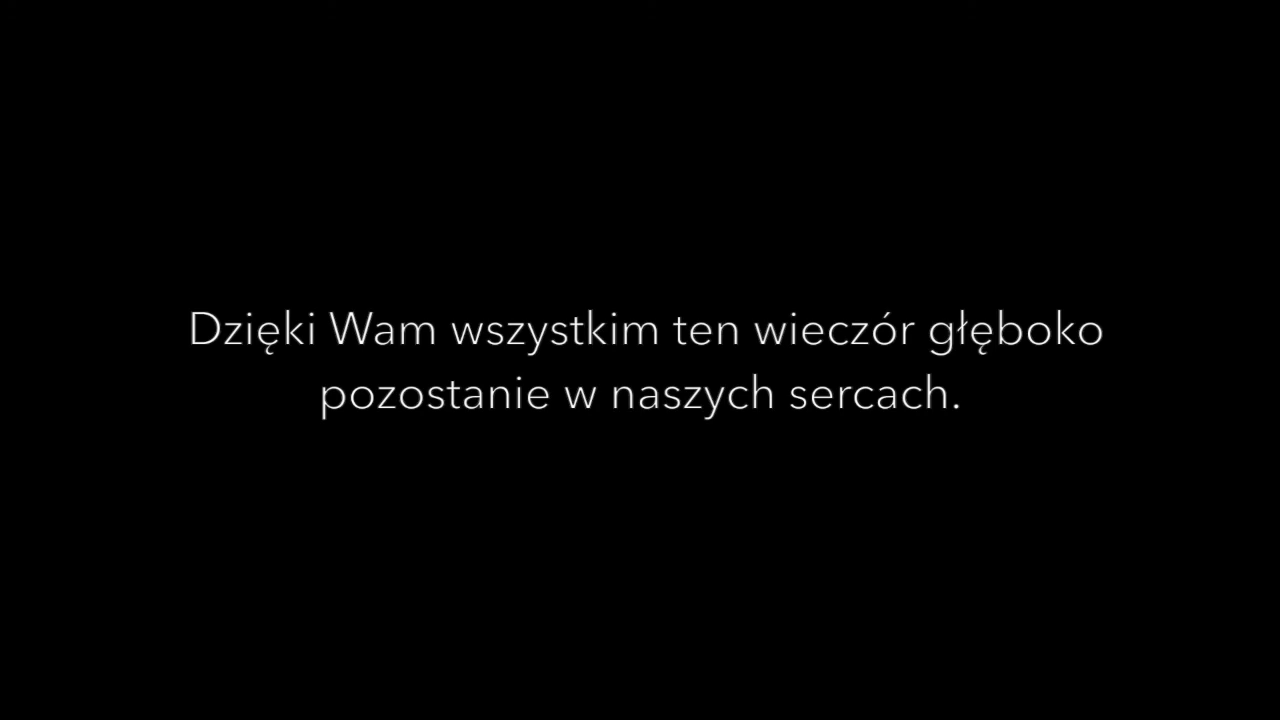 Dzięki Wam wszystkim ten wieczór głęboko
pozostanie w naszych sercach.